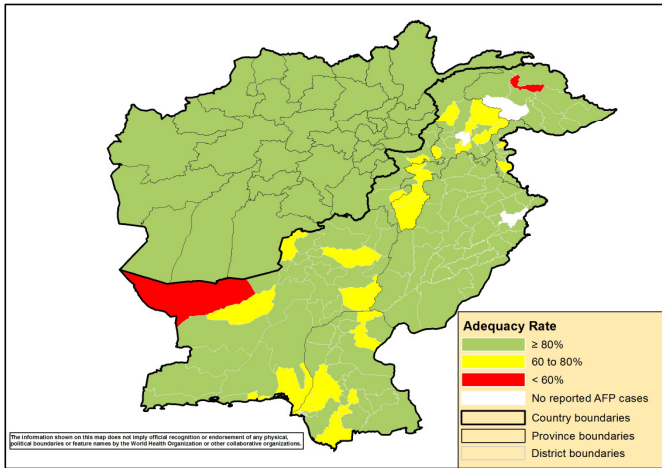 Adequacy Rate
≥ 80%
60 to 80%
< 60%
No reported AFP cases
Country boundaries
Province boundaries
District boundaries
The information shown on this map does not imply official recognition or endorsement of any physical,
political boundaries or feature names by the World Health Organization or other collaborative organizations.